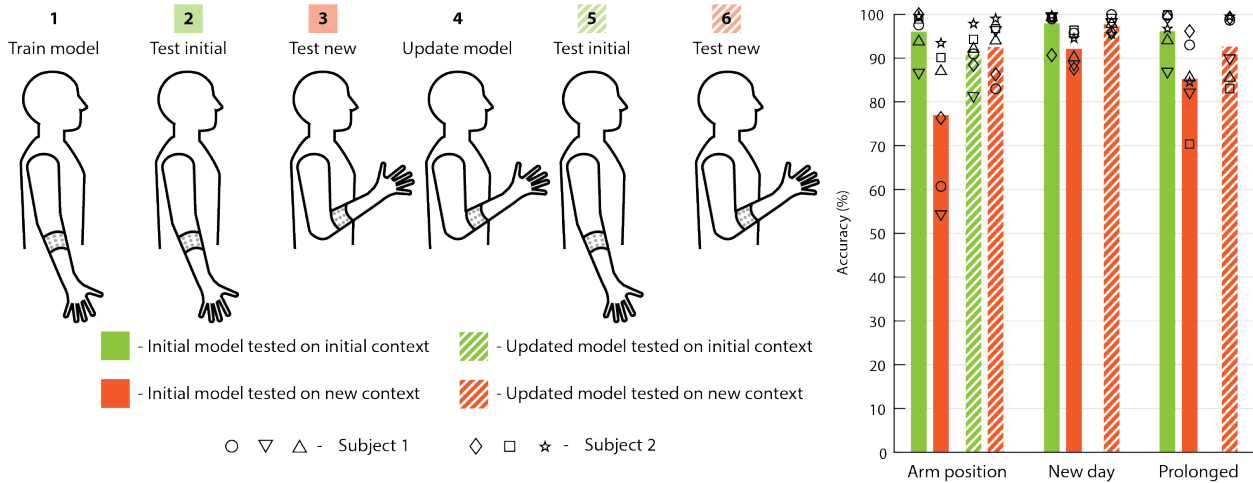 1 2 3 4 5 6
Train model Test initial Test new Update model Test initial Test new
- Initial model tested on initial context
- Updated model tested on initial context
- Initial model tested on new context
- Updated model tested on new context
- Subject 1
- Subject 2
Accuracy (%)
100
90
80
70
60
50
40
30
20
10
0
Arm position New day Prolonged